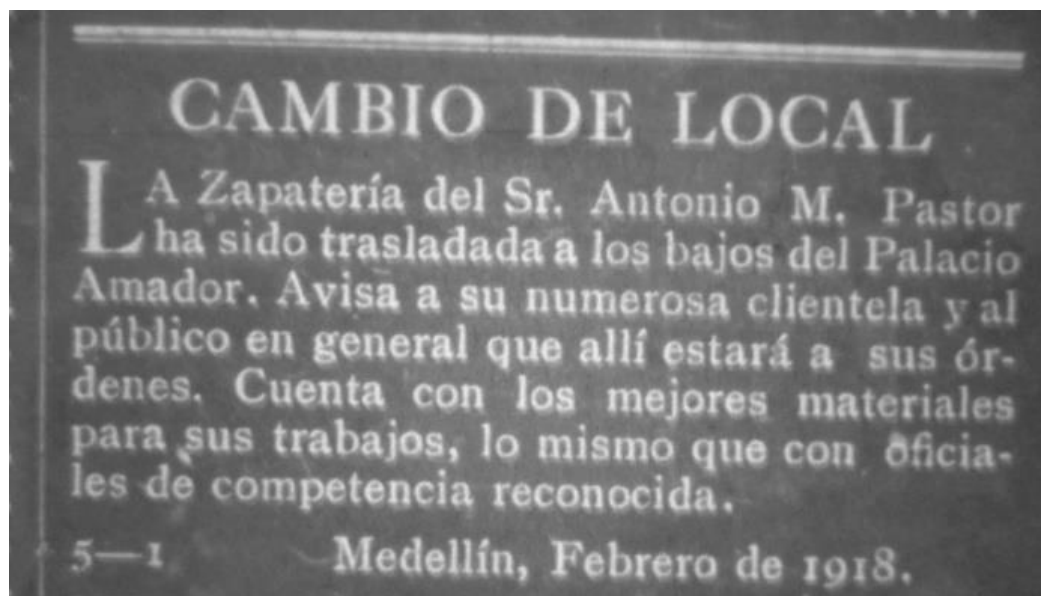 CAMBIO DE LOCAL
LA Zapatería del Sr. Antonio M. Pastor
ha sido trasladada a los bajos del Palacio
Amador. Avisa a su numerosa clientela y al
público en general que allí estará a sus ór-
denes. Cuenta con los mejores materiales
para sus trabajos, lo mismo que con oficia-
les de competencia reconocida.
5—1 Medellín, Febrero de 1918.